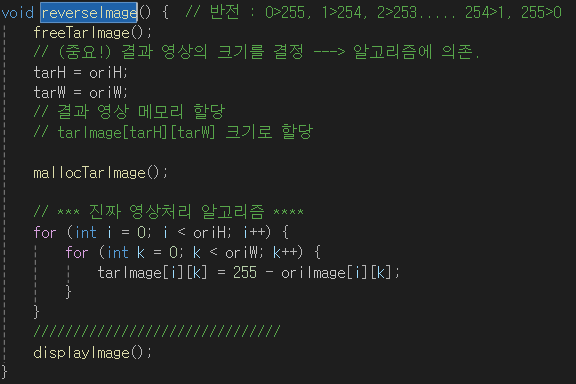 void reverseImage() {  // 반전 : 0>255, 1>254, 2>253..... 254>1, 255>0
    freeTarImage();
    // (중요!) 결과 영상의 크기를 결정 ---> 알고리즘에 의존.
    tarH = oriH;
    tarW = oriW;
    // 결과 영상 메모리 할당
    // tarImage[tarH][tarW] 크기로 할당
    mallocTarImage();
    // *** 진짜 영상처리 알고리즘 ****
    for (int i = 0; i < oriH; i++) {
        for (int k = 0; k < oriW; k++) {
            tarImage[i][k] = 255 - oriImage[i][k];
        }
    }
    ///////////////////////////////
    displayImage();
}